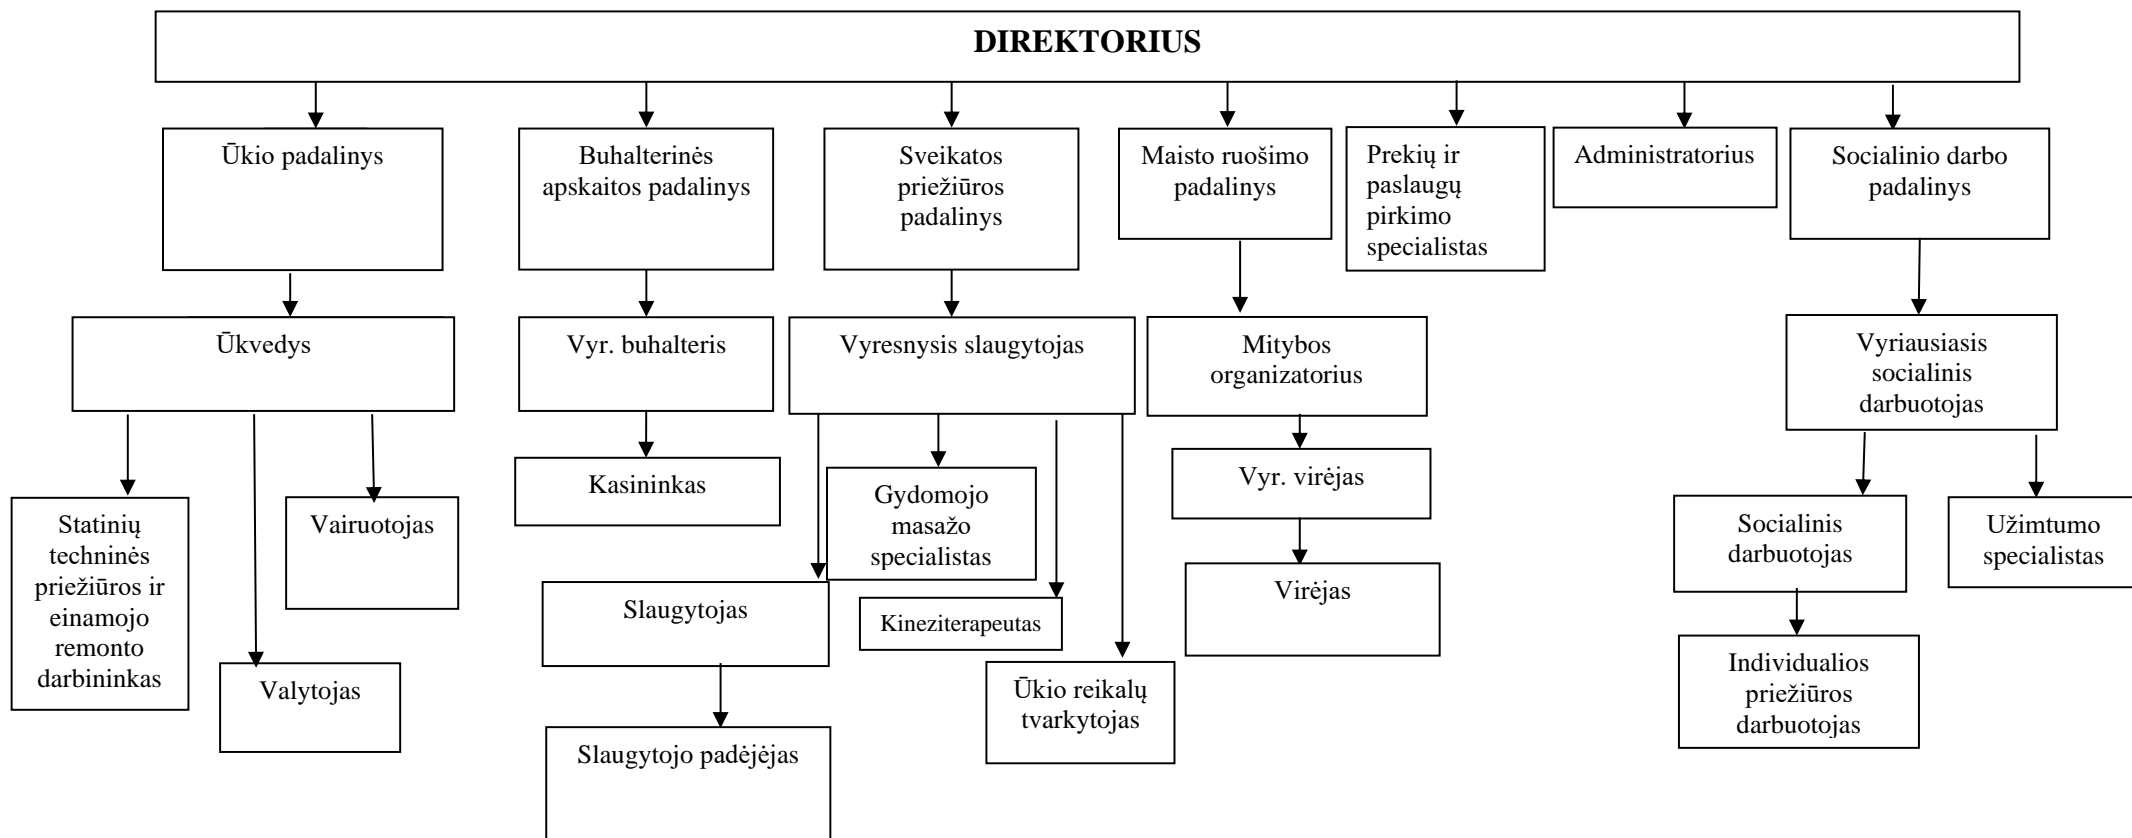 DIREKTORIUS
Ūkio padalinys
Buhalterinės
apskaitos padalinys
Sveikatos
priežiūros
padalinys
Maisto ruošimo
padalinys
Prekių ir
paslaugų
pirkimo
specialistas
Administratorius
Socialinio darbo
padalinys
Ūkvedys
Vyr. buhalteris
Vyresnysis slaugytojas
Mitybos
organizatorius
Vyriausiasis
socialinis
darbuotojas
Statinių
techninės
priežiūros ir
einamojo
remonto
darbininkas
Vairuotojas
Valytojas
Kasininkas
Gydomojo
masažo
specialistas
Vyr. virėjas
Socialinis
darbuotojas
Užimtumo
specialistas
Slaugytojas
Kineziterapeutas
Virėjas
Ūkio reikalų
tvarkytojas
Individualios
priežiūros
darbuotojas
Slaugytojo padėjėjas